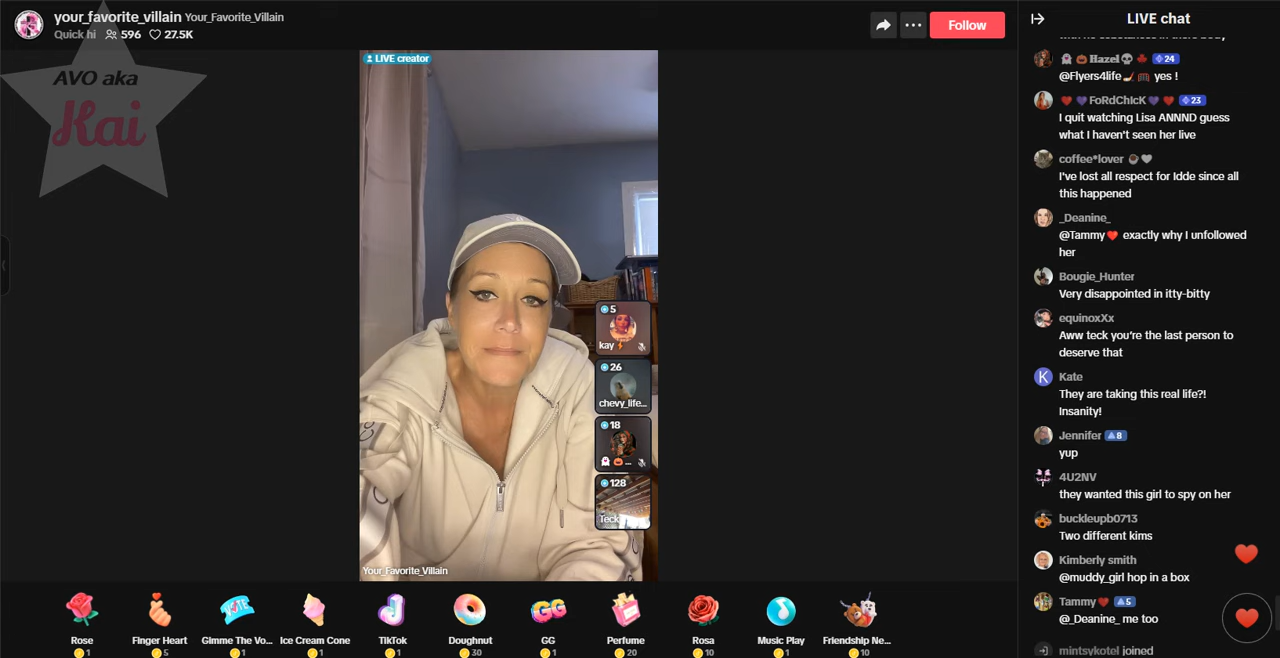 your_favorite_villain Your_Favorite_Villain
Quick hi 596 27.5K
Follow
AVO aka
Kai
LIVE creator
5
kay
26
chevy_life...
18
...
128
Teck
Your_Favorite_Villain
Rose
1
Finger Heart
5
Gimme The Vo...
1
Ice Cream Cone
1
TikTok
1
Doughnut
30
GG
1
Perfume
20
Rosa
10
Music Play
1
Friendship Ne...
10
LIVE chat
Hazel 24
@Flyers4life yes !
FoRdChIcK 23
I quit watching Lisa ANNND guess
what I haven't seen her live
coffee*lover
I've lost all respect for Idde since all
this happened
_Deanine_
@Tammy exactly why I unfollowed
her
Bougie_Hunter
Very disappointed in itty-bitty
equinoxXx
Aww teck you're the last person to
deserve that
K Kate
They are taking this real life?!
Insanity!
Jennifer 8
yup
4U2NV
they wanted this girl to spy on her
buckleupb0713
Two different kims
Kimberly smith
@muddy_girl hop in a box
Tammy 5
@_Deanine_ me too
mintsykotel joined